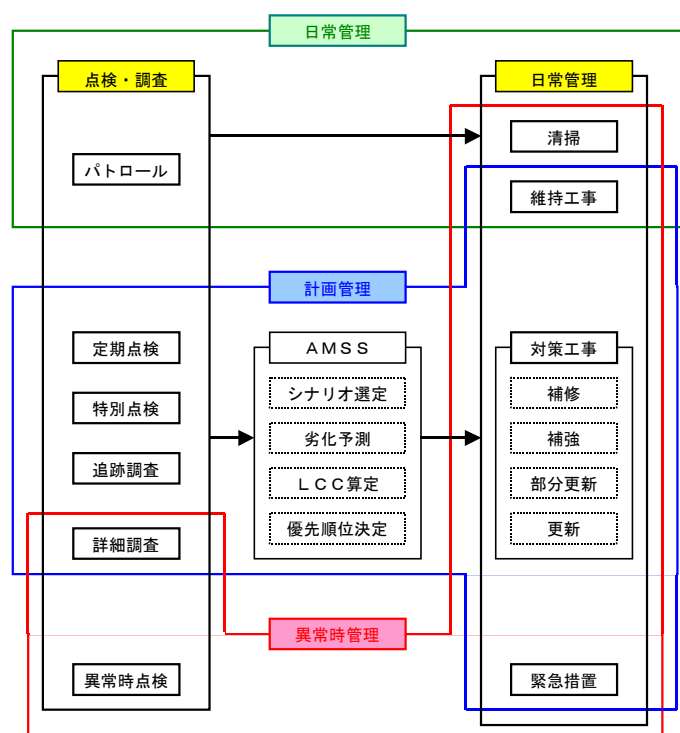 日常管理
点検・調査
日常管理
清掃
パトロール
維持工事
計画管理
定期点検
ＡＭＳＳ
対策工事
シナリオ選定
補修
特別点検
劣化予測
補強
追跡調査
ＬＣＣ算定
部分更新
優先順位決定
更新
詳細調査
異常時管理
異常時点検
緊急措置